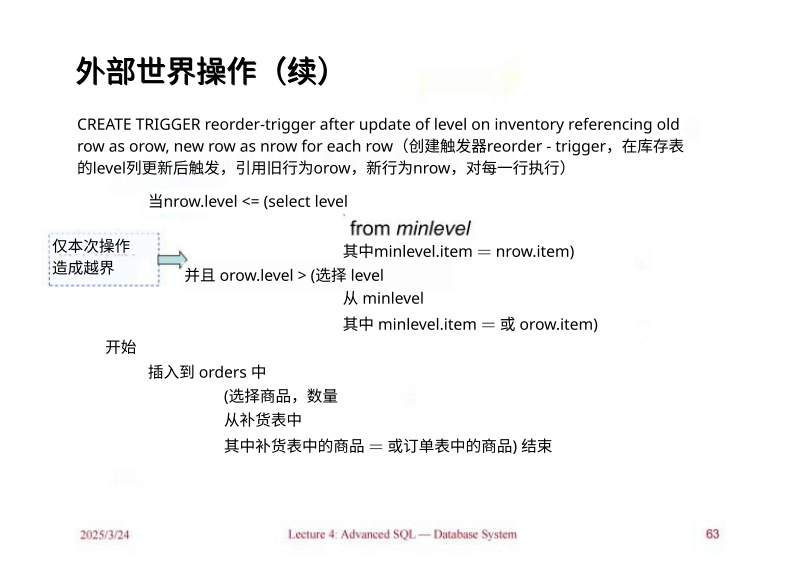 外部世界操作（续）
CREATE TRIGGER reorder-trigger after update of level on inventory referencing old
row as orow, new row as nrow for each row（创建触发器reorder - trigger，在库存表
的level列更新后触发，引用旧行为orow，新行为nrow，对每一行执行）
当nrow.level <= (select level
from minlevel
仅本次操作
造成越界
其中minlevel.item = nrow.item)
并且 orow.level > (选择 level
从 minlevel
其中 minlevel.item = 或 orow.item)
开始
插入到 orders 中
(选择商品，数量
从补货表中
其中补货表中的商品 = 或订单表中的商品) 结束
2025/3/24
Lecture 4: Advanced SQL — Database System
63